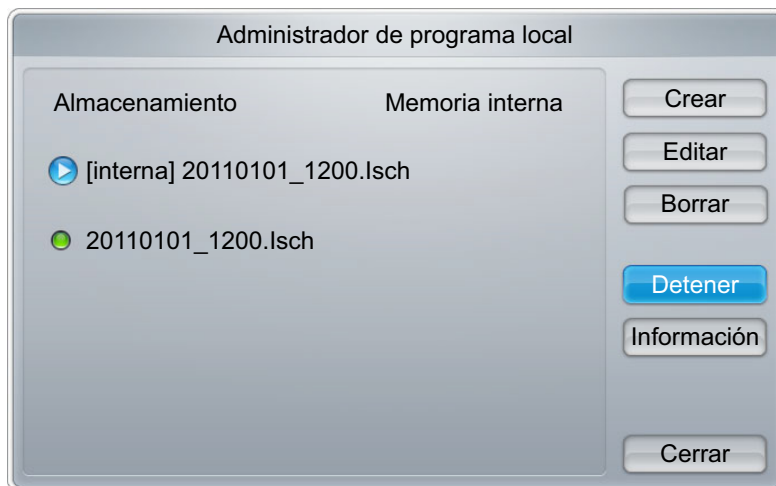 Administrador de programa local
Almacenamiento Memoria interna
[interna] 20110101_1200.lsch
20110101_1200.lsch
Crear
Editar
Borrar
Detener
Información
Cerrar